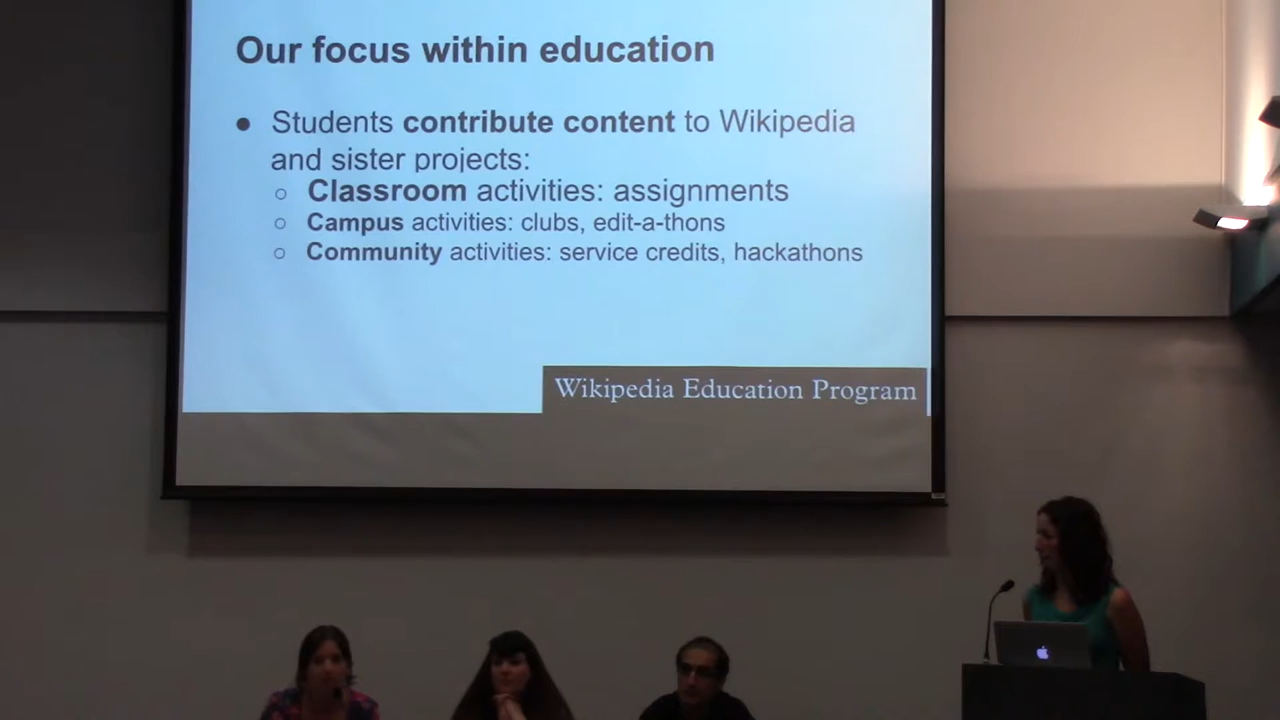 Our focus within education
● Students contribute content to Wikipedia
and sister projects:
○ Classroom activities: assignments
○ Campus activities: clubs, edit-a-thons
○ Community activities: service credits, hackathons
Wikipedia Education Program